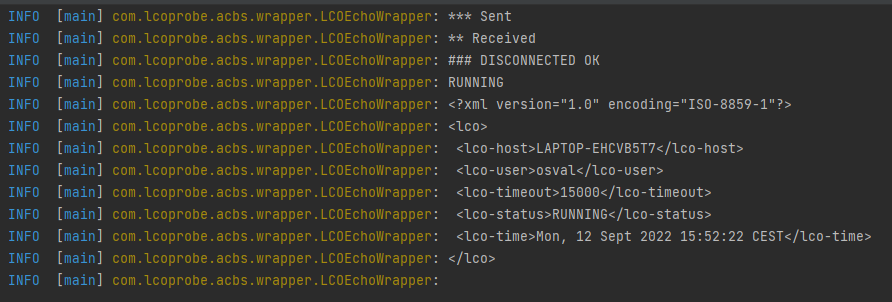 INFO  [main] com.lcoprobe.acbs.wrapper.LCOEchoWrapper: *** Sent
INFO  [main] com.lcoprobe.acbs.wrapper.LCOEchoWrapper: ** Received
INFO  [main] com.lcoprobe.acbs.wrapper.LCOEchoWrapper: ### DISCONNECTED OK
INFO  [main] com.lcoprobe.acbs.wrapper.LCOEchoWrapper: RUNNING
INFO  [main] com.lcoprobe.acbs.wrapper.LCOEchoWrapper: <?xml version="1.0" encoding="ISO-8859-1"?>
INFO  [main] com.lcoprobe.acbs.wrapper.LCOEchoWrapper: <lco>
INFO  [main] com.lcoprobe.acbs.wrapper.LCOEchoWrapper:  <lco-host>LAPTOP-EHCVB5T7</lco-host>
INFO  [main] com.lcoprobe.acbs.wrapper.LCOEchoWrapper:  <lco-user>osval</lco-user>
INFO  [main] com.lcoprobe.acbs.wrapper.LCOEchoWrapper:  <lco-timeout>15000</lco-timeout>
INFO  [main] com.lcoprobe.acbs.wrapper.LCOEchoWrapper:  <lco-status>RUNNING</lco-status>
INFO  [main] com.lcoprobe.acbs.wrapper.LCOEchoWrapper:  <lco-time>Mon, 12 Sept 2022 15:52:22 CEST</lco-time>
INFO  [main] com.lcoprobe.acbs.wrapper.LCOEchoWrapper: </lco>
INFO  [main] com.lcoprobe.acbs.wrapper.LCOEchoWrapper: